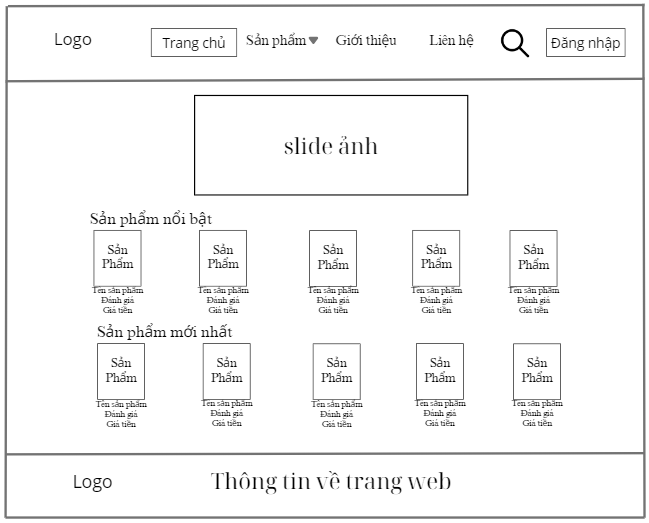 Logo
Trang chủ
Sản phẩm
Giới thiệu
Liên hệ
Đăng nhập
slide ảnh
Sản phẩm nổi bật
Sản
Phẩm
Sản
Phẩm
Sản
Phẩm
Sản
Phẩm
Sản
Phẩm
Tên sản phẩm
Đánh giá
Giá tiền
Tên sản phẩm
Đánh giá
Giá tiền
Tên sản phẩm
Đánh giá
Giá tiền
Tên sản phẩm
Đánh giá
Giá tiền
Tên sản phẩm
Đánh giá
Giá tiền
Sản phẩm mới nhất
Sản
Phẩm
Sản
Phẩm
Sản
Phẩm
Sản
Phẩm
Sản
Phẩm
Tên sản phẩm
Đánh giá
Giá tiền
Tên sản phẩm
Đánh giá
Giá tiền
Tên sản phẩm
Đánh giá
Giá tiền
Tên sản phẩm
Đánh giá
Giá tiền
Tên sản phẩm
Đánh giá
Giá tiền
Logo
Thông tin về trang web